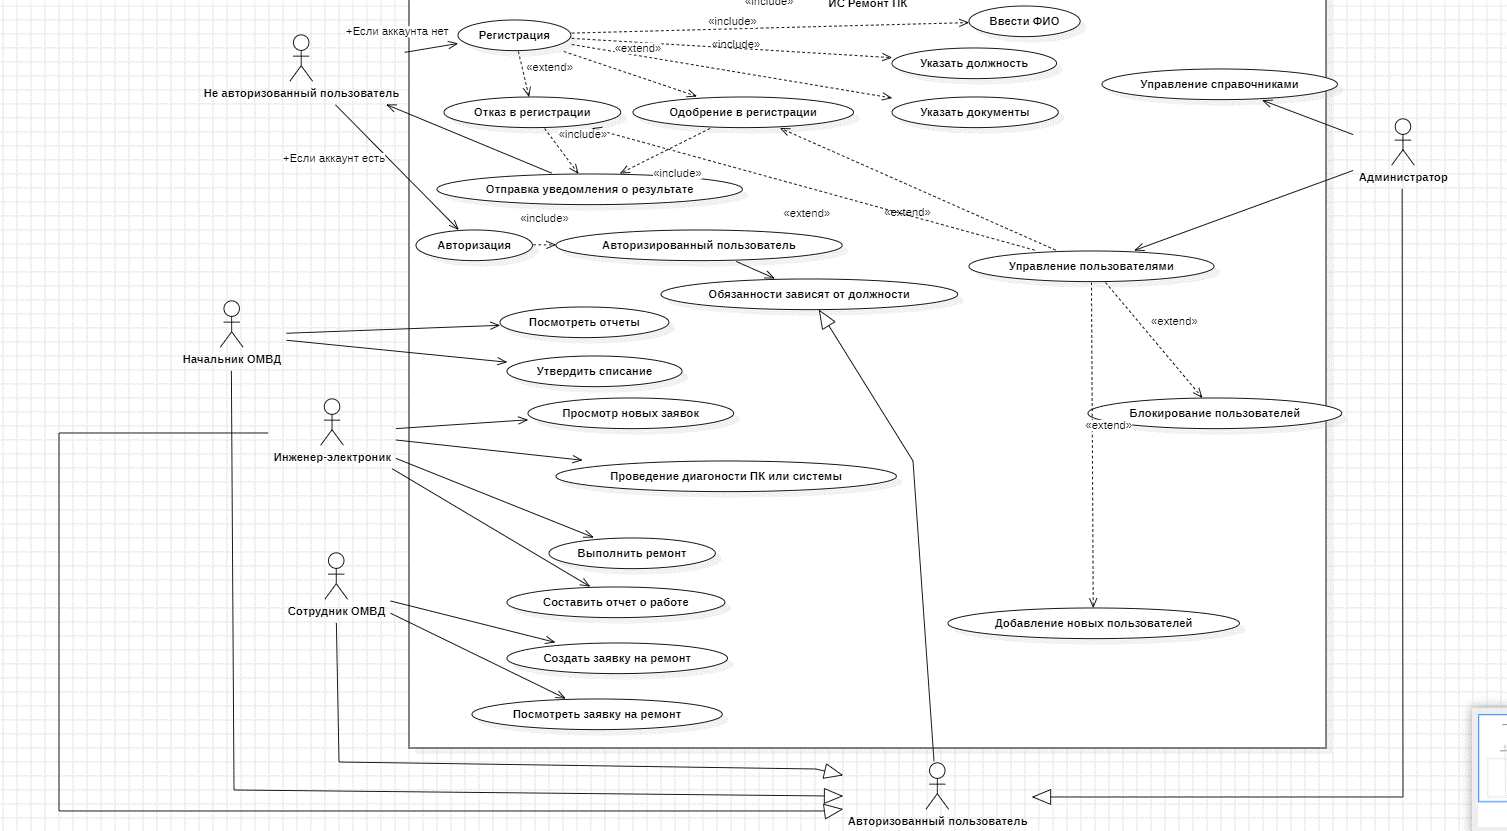 «include»
ИС Ремонт ПК
«include»
Ввести ФИО
+Если аккаунта нет
Регистрация
«extend»
«include»
Указать должность
«extend»
Управление справочниками
Не авторизованный пользователь
Отказ в регистрации
Одобрение в регистрации
Указать документы
«include»
+Если аккаунт есть
«include»
Администратор
Отправка уведомления о результате
«include»
«extend»
«extend»
Авторизация
Авторизированный пользователь
Управление пользователями
Обязанности зависят от должности
Посмотреть отчеты
«extend»
Начальник ОМВД
Утвердить списание
Просмотр новых заявок
Блокирование пользователей
«extend»
Инженер-электроник
Проведение диагоности ПК или системы
Выполнить ремонт
Составить отчет о работе
Сотрудник ОМВД
Добавление новых пользователей
Создать заявку на ремонт
Посмотреть заявку на ремонт
Авторизованный пользователь